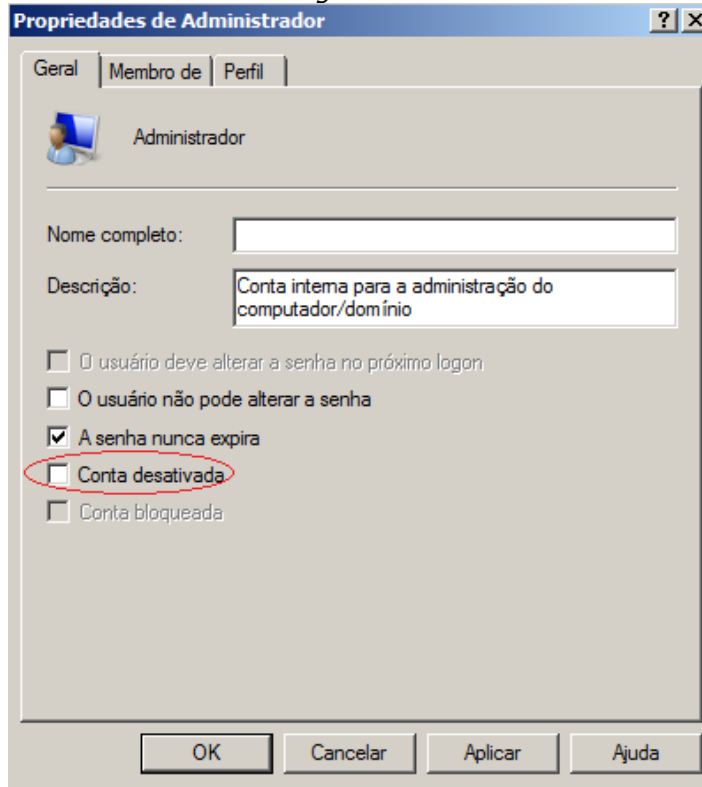 Propriedades de Administrador
Geral Membro de Perfil
Administrador
Nome completo:
Descrição: Conta interna para a administração do
computador/domínio
O usuário deve alterar a senha no próximo logon
O usuário não pode alterar a senha
A senha nunca expira
Conta desativada
Conta bloqueada
OK Cancelar Aplicar Ajuda